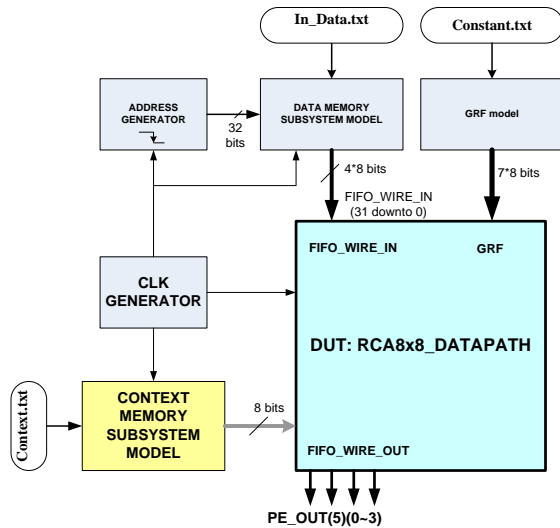 In_Data.txt
Constant.txt
ADDRESS
GENERATOR
32
bits
DATA MEMORY
SUBSYSTEM MODEL
GRF model
4*8 bits
7*8 bits
FIFO_WIRE_IN
(31 downto 0)
FIFO_WIRE_IN
GRF
CLK
GENERATOR
DUT: RCA8x8_DATAPATH
Context.txt
CONTEXT
MEMORY
SUBSYSTEM
MODEL
8 bits
FIFO_WIRE_OUT
PE_OUT(5)(0~3)